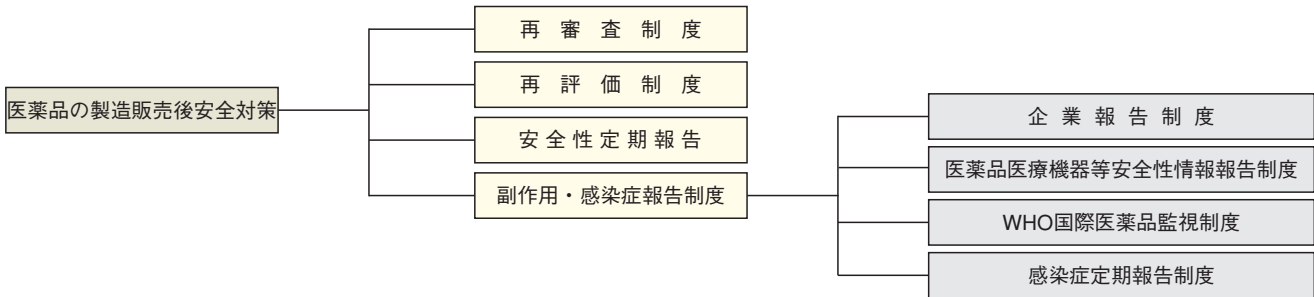 医薬品の製造販売後安全対策
再審査制度
再評価制度
安全性定期報告
副作用・感染症報告制度
企業報告制度
医薬品医療機器等安全性情報報告制度
WHO国際医薬品監視制度
感染症定期報告制度